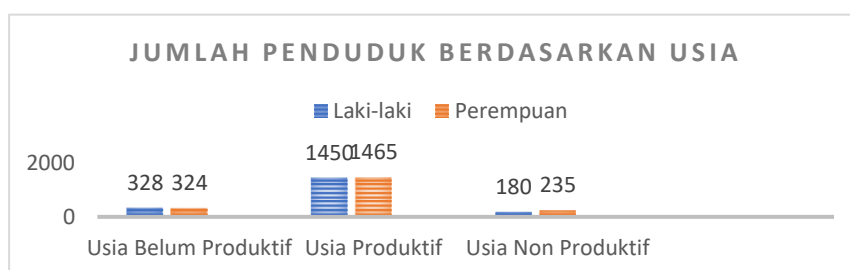 JUMLAH PENDUDUK BERDASARKAN USIA
Laki-laki Perempuan
2000
0
328 324
1450 1465
180 235
Usia Belum Produktif Usia Produktif Usia Non Produktif